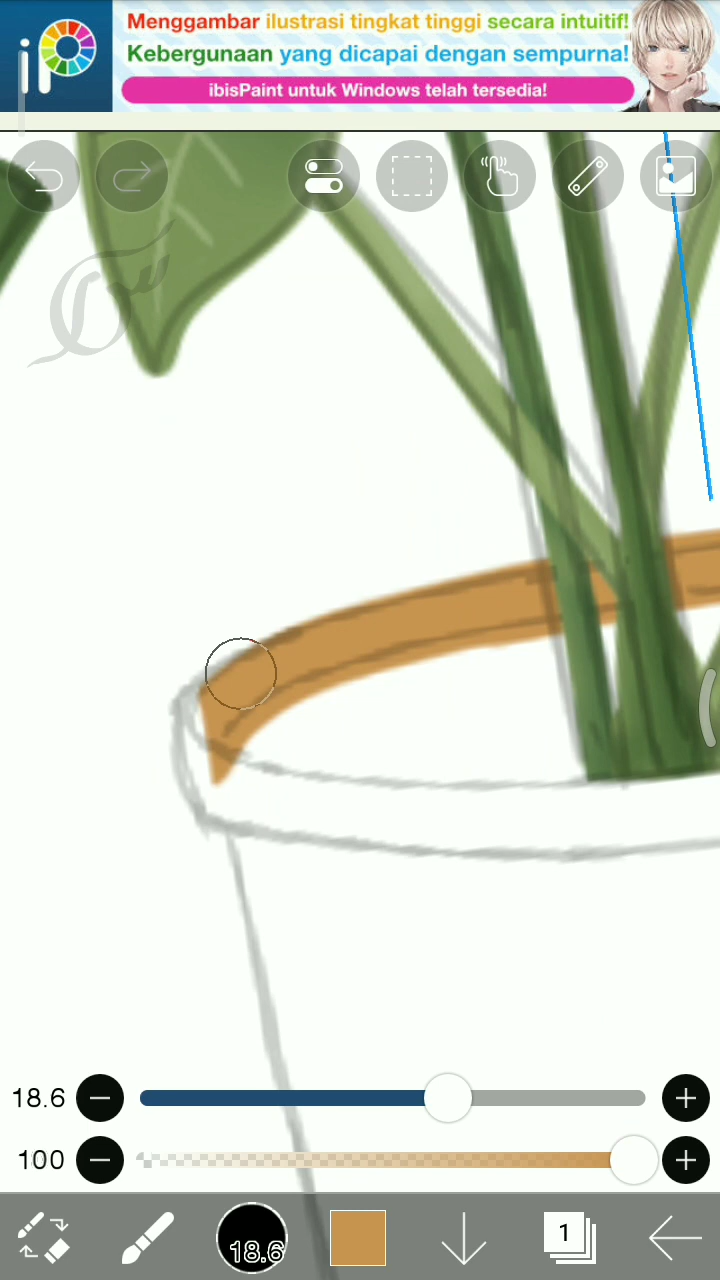 Menggambar ilustrasi tingkat tinggi secara intuitif!
Kebergunaan yang dicapai dengan sempurna!
ibisPaint untuk Windows telah tersedia!
18.6
100
18.6
1